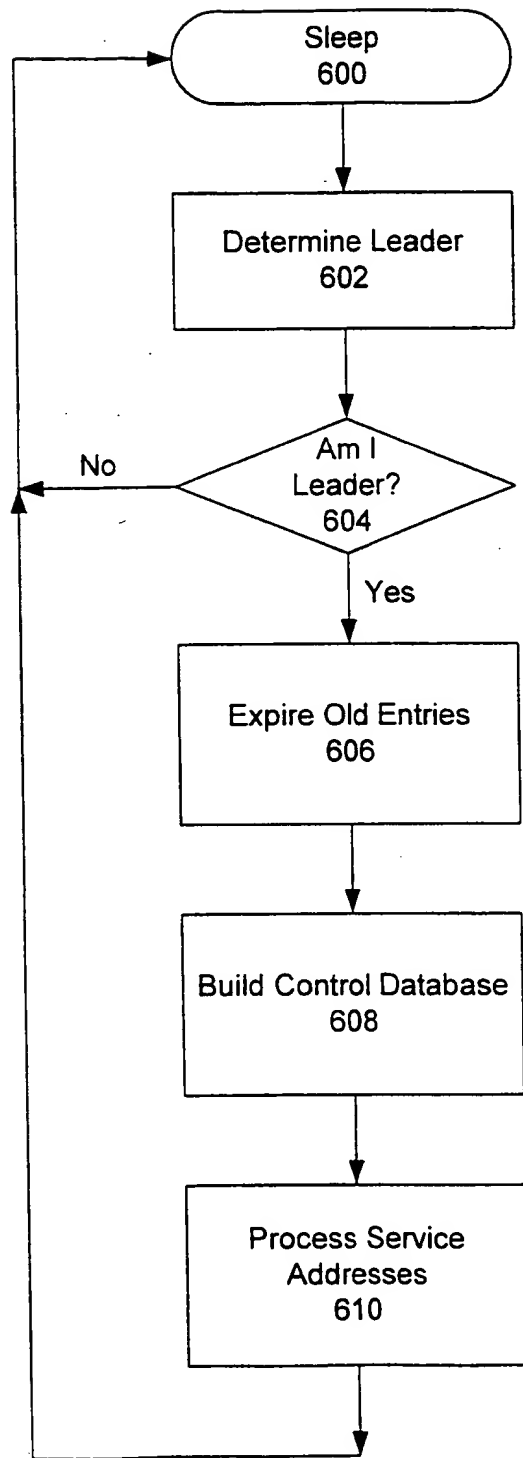 Sleep
600
Determine Leader
602
Am I
Leader?
604
No
Yes
Expire Old Entries
606
Build Control Database
608
Process Service
Addresses
610